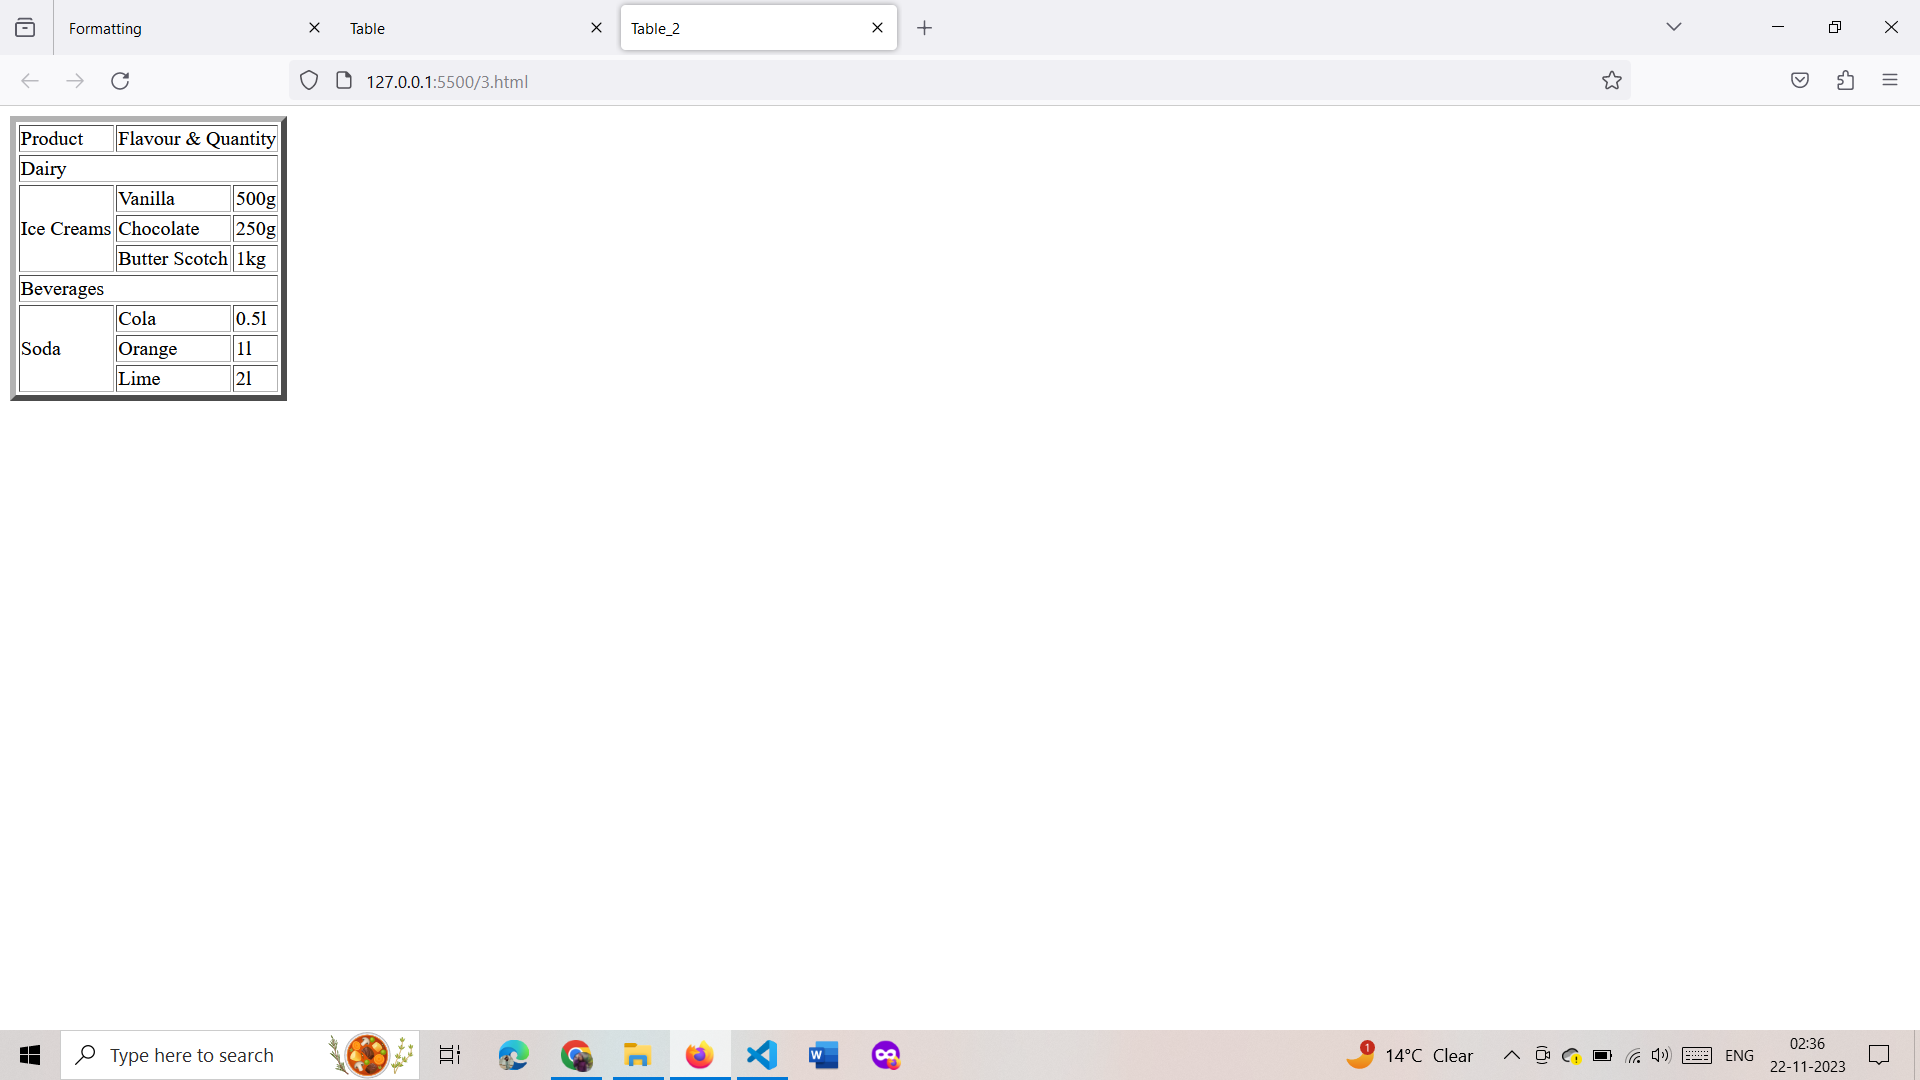 Formatting
Table
Table_2
127.0.0.1:5500/3.html
Product Flavour & Quantity
Dairy
Ice Creams
Vanilla 500g
Chocolate 250g
Butter Scotch 1kg
Beverages
Soda
Cola 0.5l
Orange 1l
Lime 2l
Type here to search
W
1
14°C Clear
ENG
02:36
22-11-2023